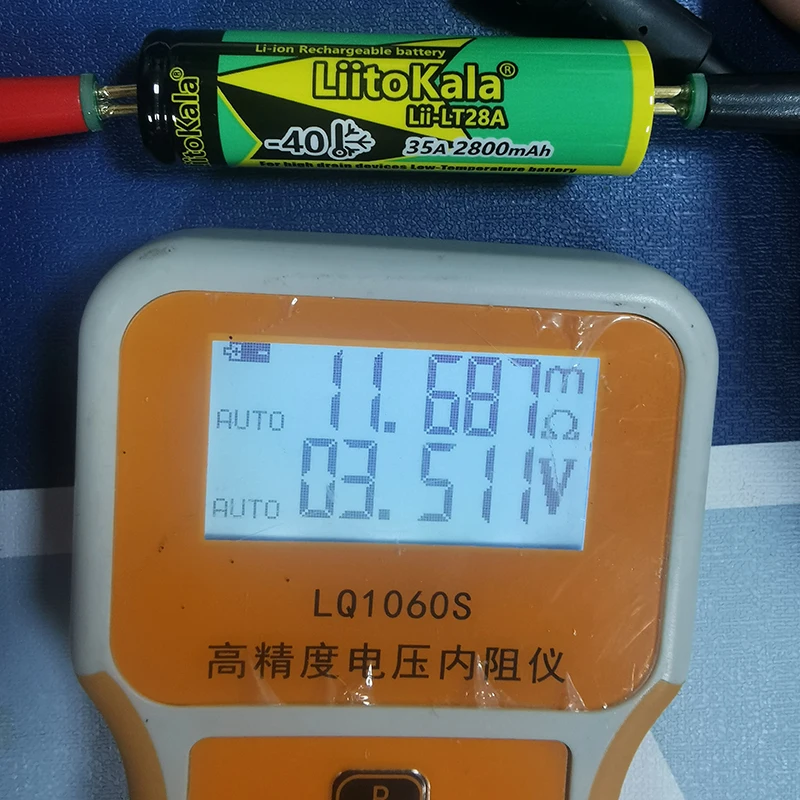 Li-ion Rechargeable battery
LiitoKala®
LiitoKala®
Lii-LT28A
-40
35A 2800mAh
For high drain devices Low-Temperature battery
AUTO 11.687 mΩ
AUTO 03.511 V
LQ1060S
高精度电压内阻仪